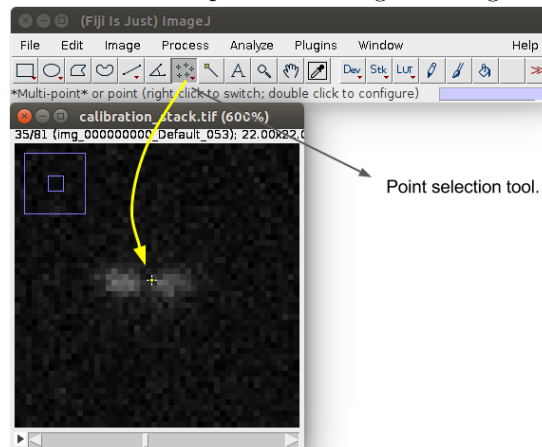 (Fiji Is Just) ImageJ
File Edit Image Process Analyze Plugins Window Help
A Dev Stk LUT
*Multi-point* or point (right click to switch; double click to configure)
calibration_stack.tif (600%)
35/81 (img_000000000_Default_053); 22.00x22.0
Point selection tool.